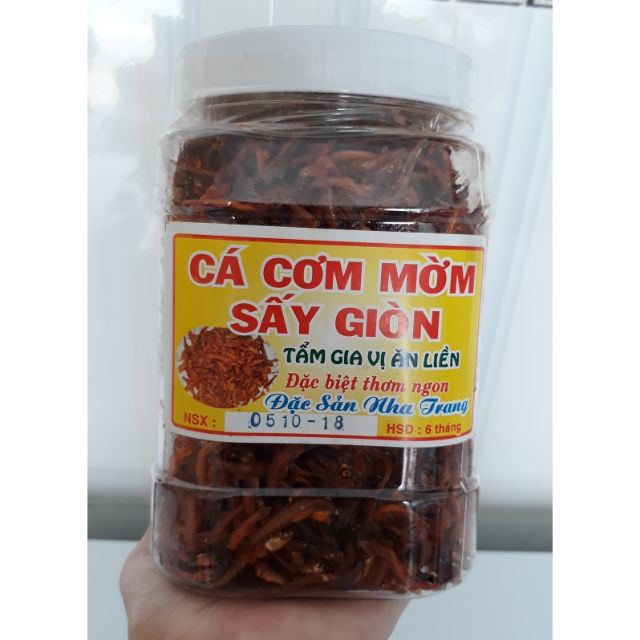 CÁ CƠM MỜM
SẤY GIÒN
TẨM GIA VỊ ĂN LIỀN
Đặc biệt thơm ngon
Đặc Sản Nha Trang
NSX : 0510-18 HSD : 6 tháng